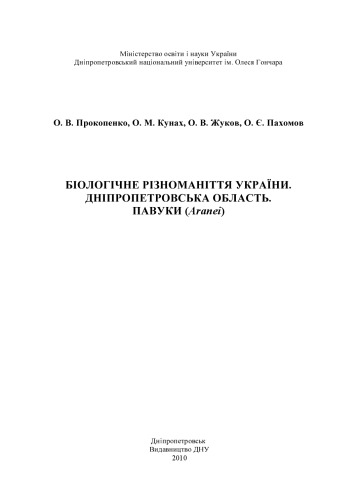 Міністерство освіти і науки України
Дніпропетровський національний університет ім. Олеся Гончара
О. В. Прокопенко, О. М. Кунах, О. В. Жуков, О. Є. Пахомов
БІОЛОГІЧНЕ РІЗНОМАНІТТЯ УКРАЇНИ.
ДНІПРОПЕТРОВСЬКА ОБЛАСТЬ.
ПАВУКИ (Aranei)
Дніпропетровськ
Видавництво ДНУ
2010